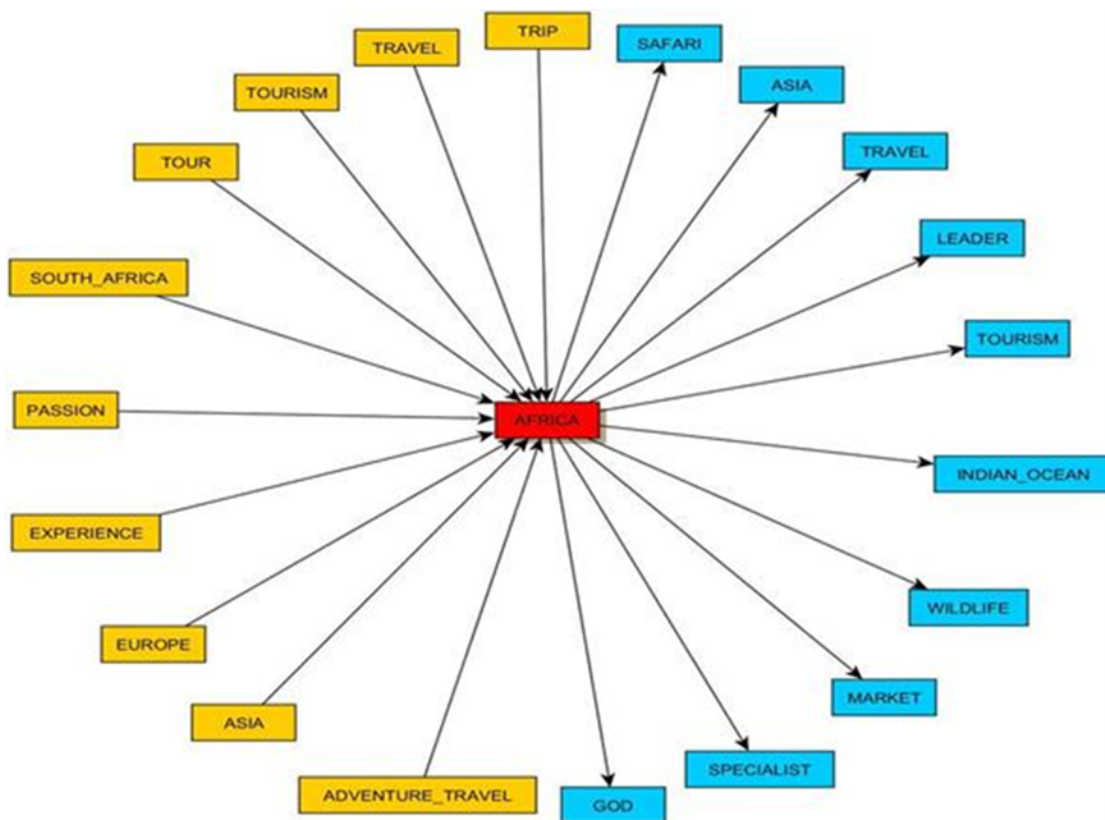 TRIP
SAFARI
TRAVEL
ASIA
TOURISM
TRAVEL
TOUR
LEADER
SOUTH_AFRICA
TOURISM
PASSION
AFRICA
INDIAN_OCEAN
EXPERIENCE
WILDLIFE
EUROPE
MARKET
ASIA
SPECIALIST
ADVENTURE_TRAVEL
GOD